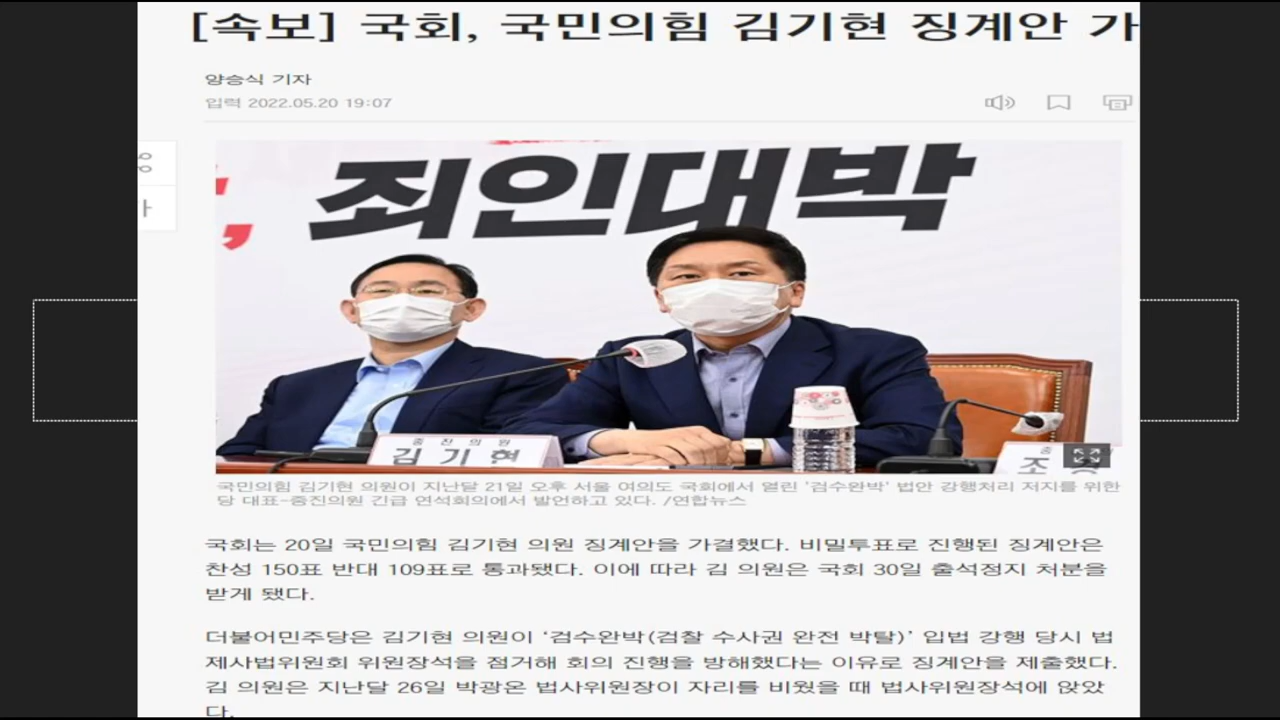 [속보] 국회, 국민의힘 김기현 징계안 가
양승식 기자
입력 2022.05.20 19:07
죄인대박
중진의원
김기현
조
국민의힘 김기현 의원이 지난달 21일 오후 서울 여의도 국회에서 열린 '검수완박' 법안 강행처리 저지를 위한
당 대표-중진의원 긴급 연석회의에서 발언하고 있다. /연합뉴스
국회는 20일 국민의힘 김기현 의원 징계안을 가결했다. 비밀투표로 진행된 징계안은
찬성 150표 반대 109표로 통과됐다. 이에 따라 김 의원은 국회 30일 출석정지 처분을
받게 됐다.
더불어민주당은 김기현 의원이 ‘검수완박(검찰 수사권 완전 박탈)’ 입법 강행 당시 법
제사법위원회 위원장석을 점거해 회의 진행을 방해했다는 이유로 징계안을 제출했다.
김 의원은 지난달 26일 박광온 법사위원장이 자리를 비웠을 때 법사위원장석에 앉았
다.